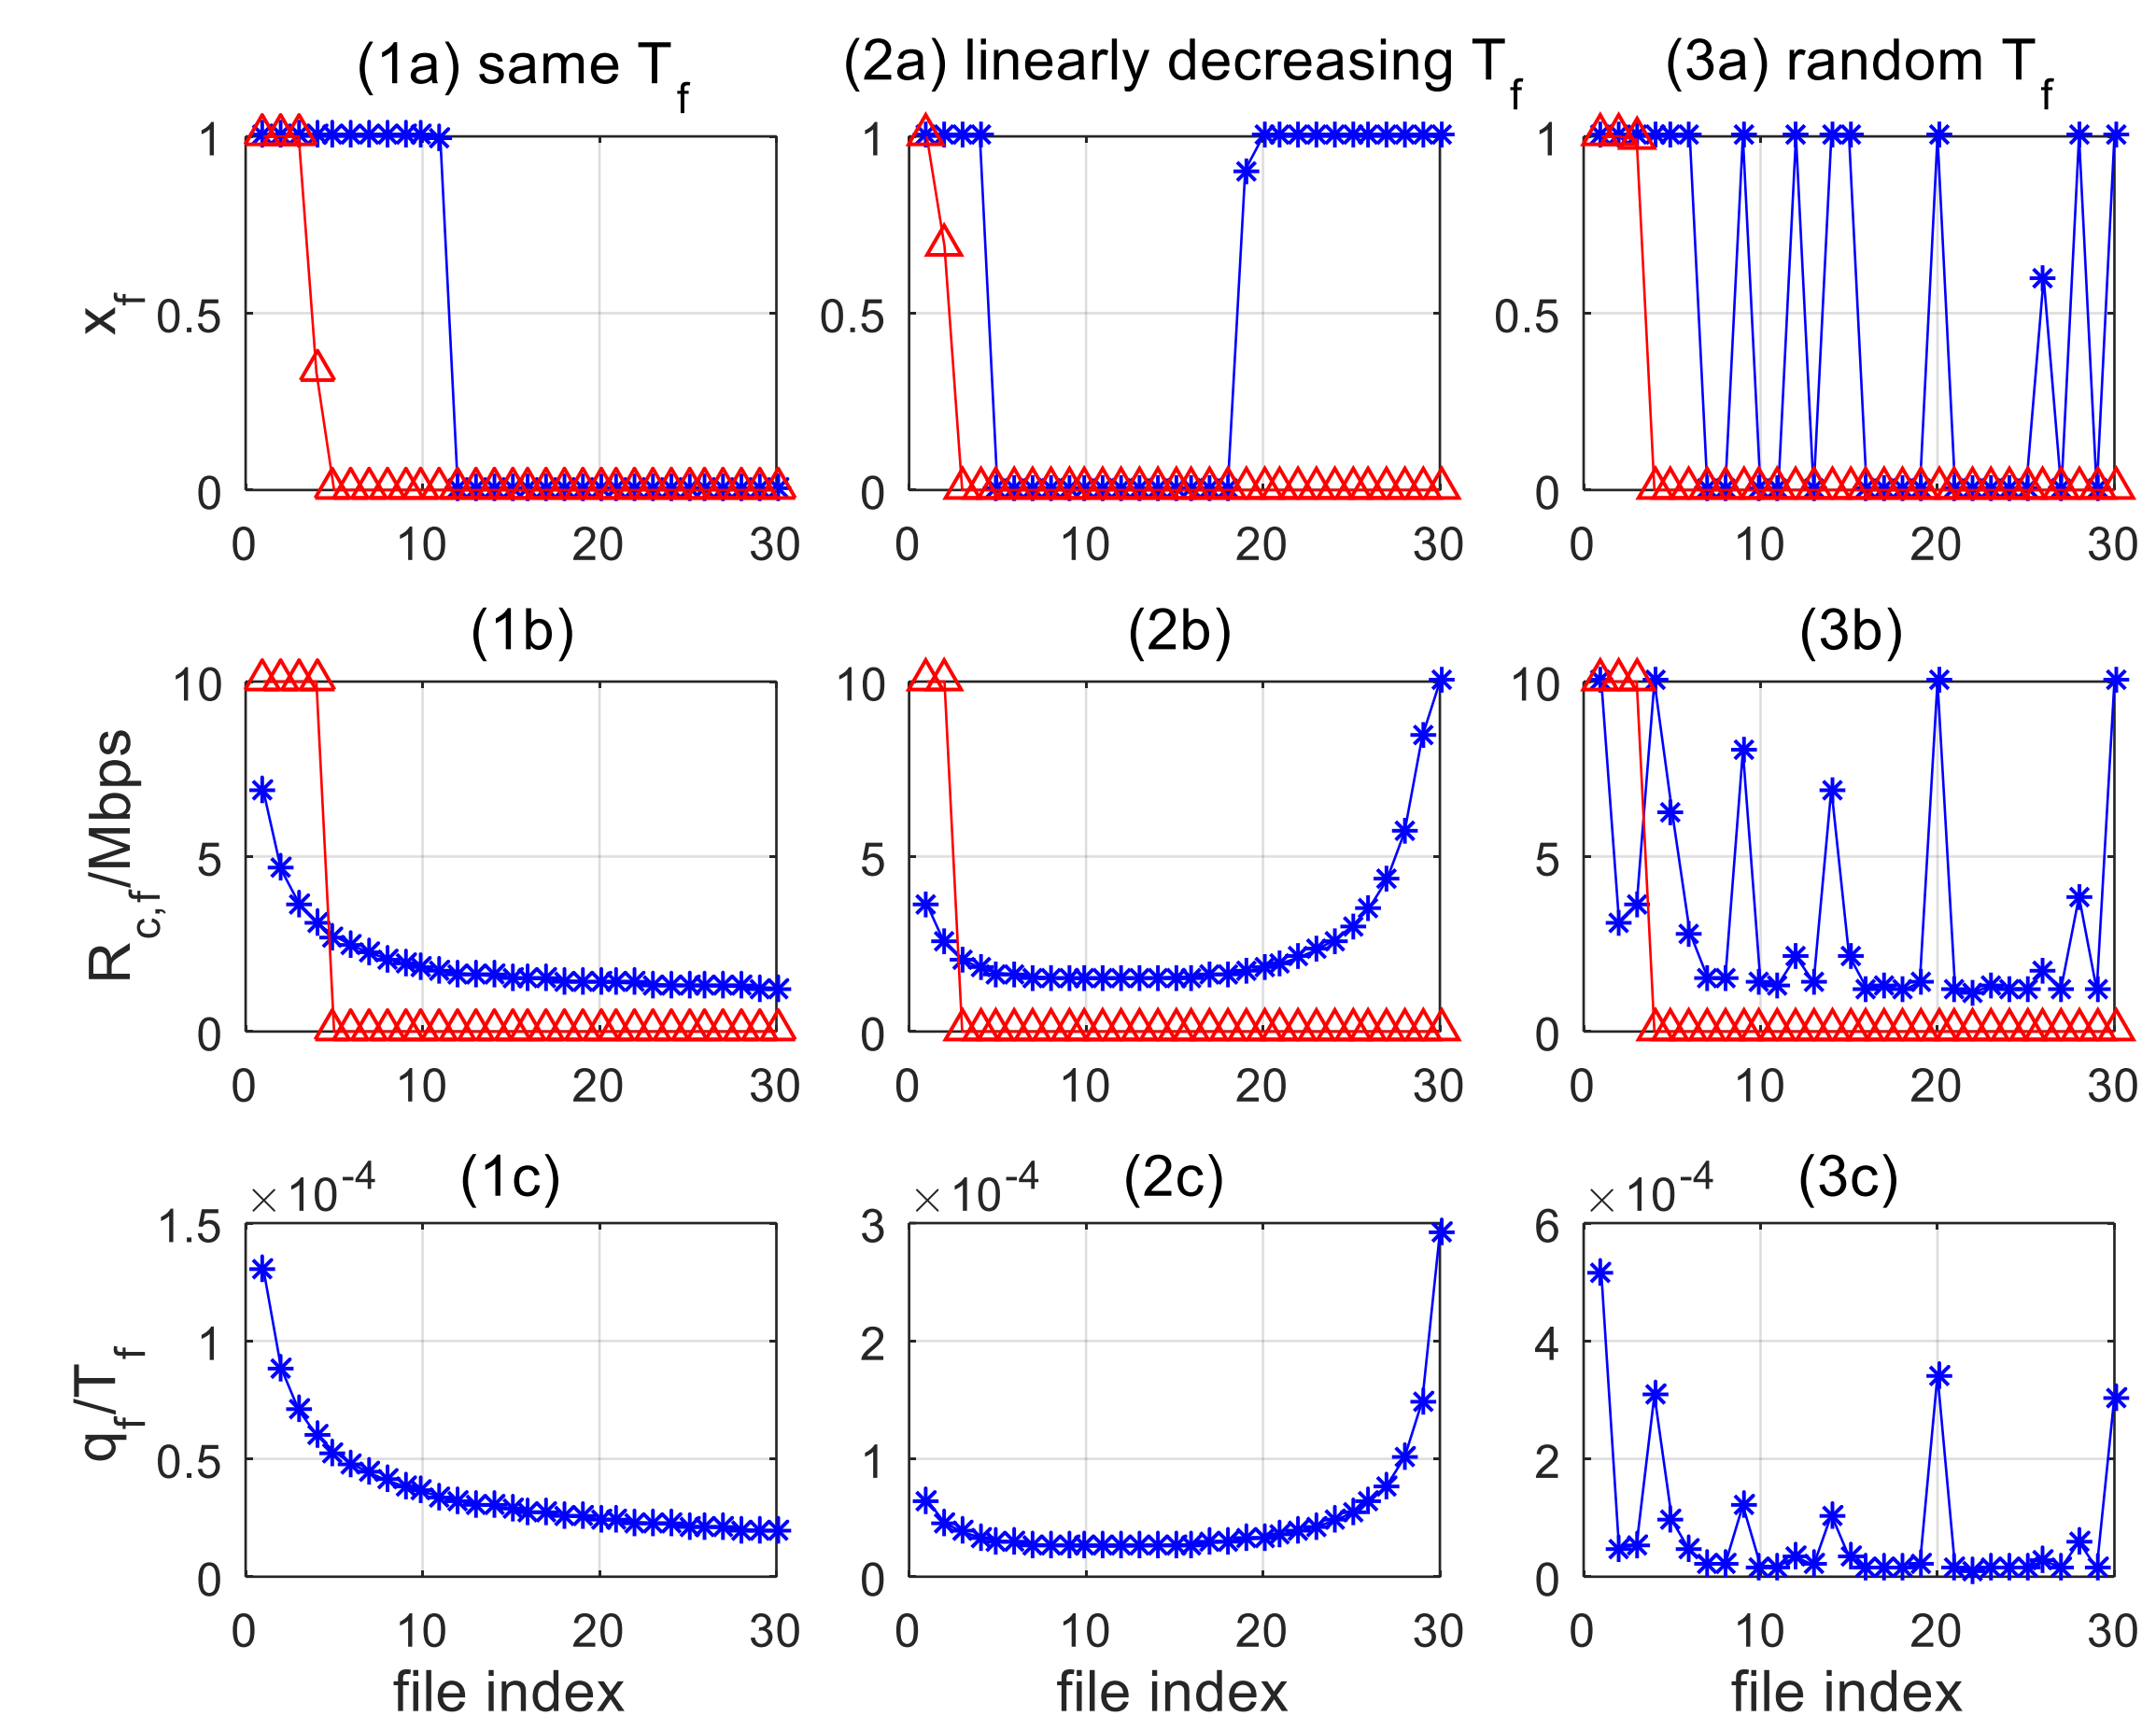 (1a) same T_f
(2a) linearly decreasing T_f
(3a) random T_f
x_f
1
0.5
0
0 10 20 30
1
0.5
0
0 10 20 30
1
0.5
0
0 10 20 30
(1b)
(2b)
(3b)
R_c,f/Mbps
10
5
0
0 10 20 30
10
5
0
0 10 20 30
10
5
0
0 10 20 30
(1c)
(2c)
(3c)
q_f/T_f
×10^-4
1.5
1
0.5
0
0 10 20 30
file index
×10^-4
3
2
1
0
0 10 20 30
file index
×10^-4
6
4
2
0
0 10 20 30
file index